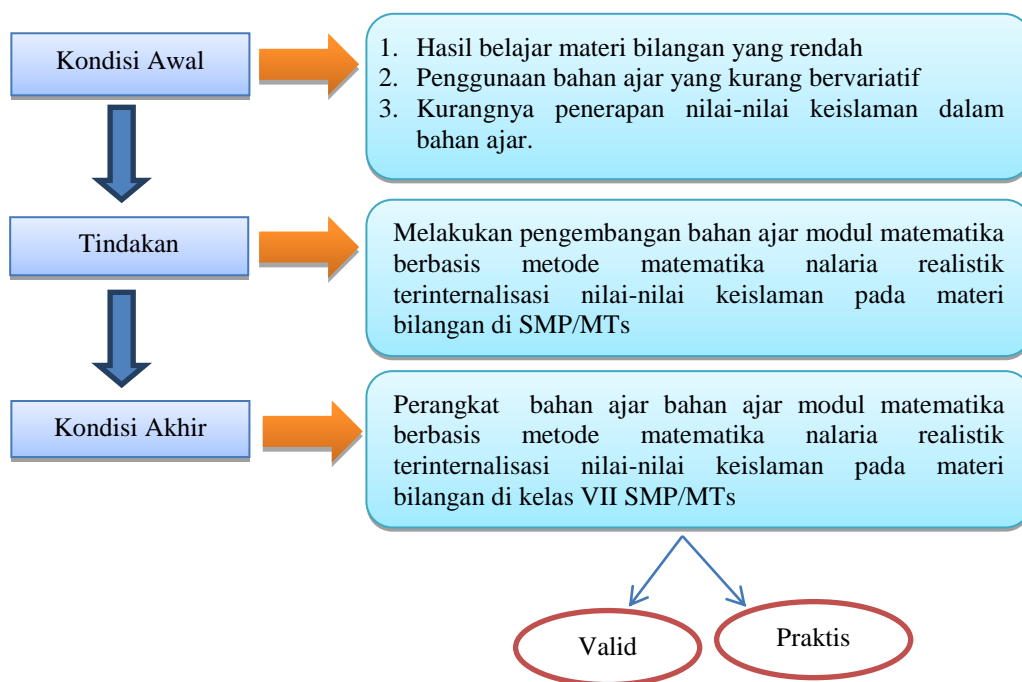 Kondisi Awal
1. Hasil belajar materi bilangan yang rendah
2. Penggunaan bahan ajar yang kurang bervariatif
3. Kurangnya penerapan nilai-nilai keislaman dalam
bahan ajar.
Tindakan
Melakukan pengembangan bahan ajar modul matematika
berbasis metode matematika nalaria realistik
terinternalisasi nilai-nilai keislaman pada materi
bilangan di SMP/MTs
Kondisi Akhir
Perangkat bahan ajar bahan ajar modul matematika
berbasis metode matematika nalaria realistik
terinternalisasi nilai-nilai keislaman pada materi
bilangan di kelas VII SMP/MTs
Valid
Praktis